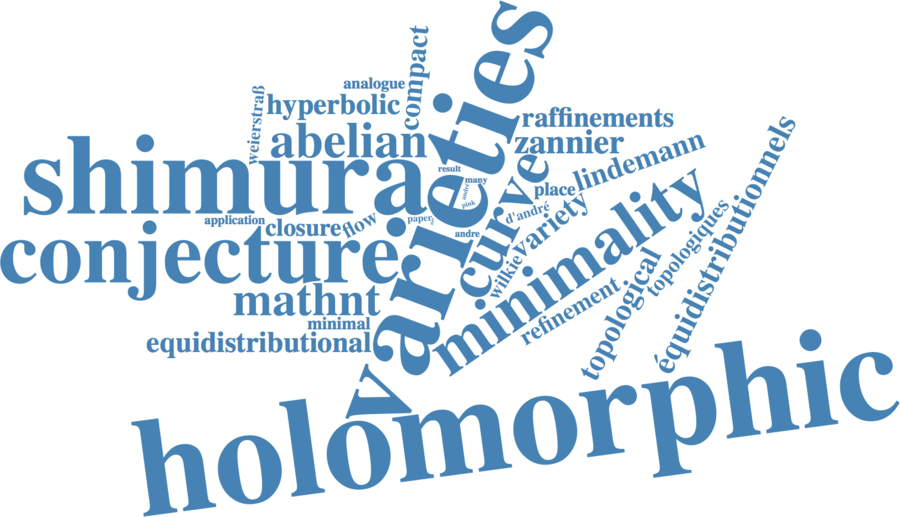 varieties
compact
analogue
hyperbolic
weierstraß
abelian
raffinements
zannier
lindemann
équidistributionnels
shimura
result
many
andré
pink
place
curve
d'andré
variety
application
closure
flow
paper
andre
wilkie
minimality
topologiques
conjecture
topological
mathnt
refinement
minimal
equidistributional
holomorphic